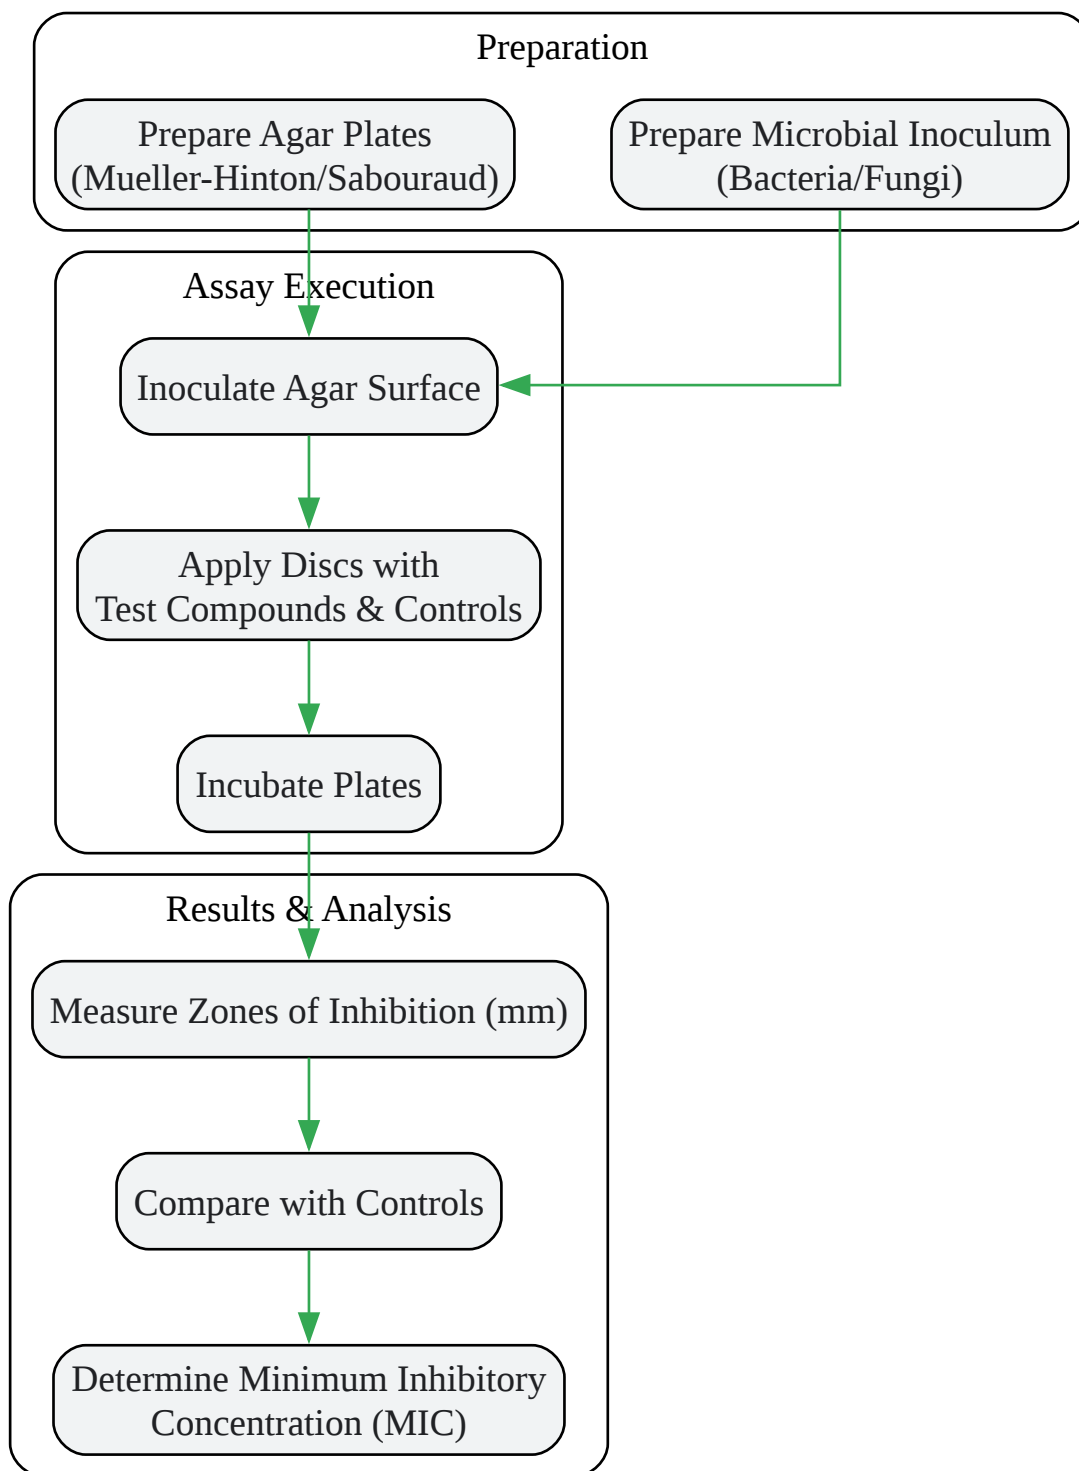 Preparation
Prepare Agar Plates
(Mueller-Hinton/Sabouraud)
Prepare Microbial Inoculum
(Bacteria/Fungi)
Assay Execution
Inoculate Agar Surface
Apply Discs with
Test Compounds & Controls
Incubate Plates
Results & Analysis
Measure Zones of Inhibition (mm)
Compare with Controls
Determine Minimum Inhibitory
Concentration (MIC)